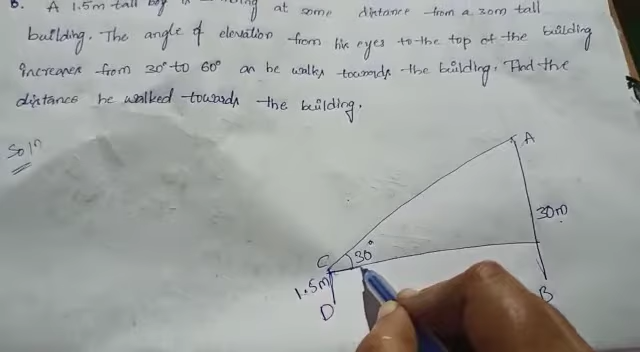 A 1.5m tall boy is at some distance from a 30m tall
building. The angle of elevation from his eyes to the top of the building
increases from 30° to 60° as he walks towards the building. Find the
distance he walked towards the building.
Soln
A
30m
C
30°
1.5m
D
B